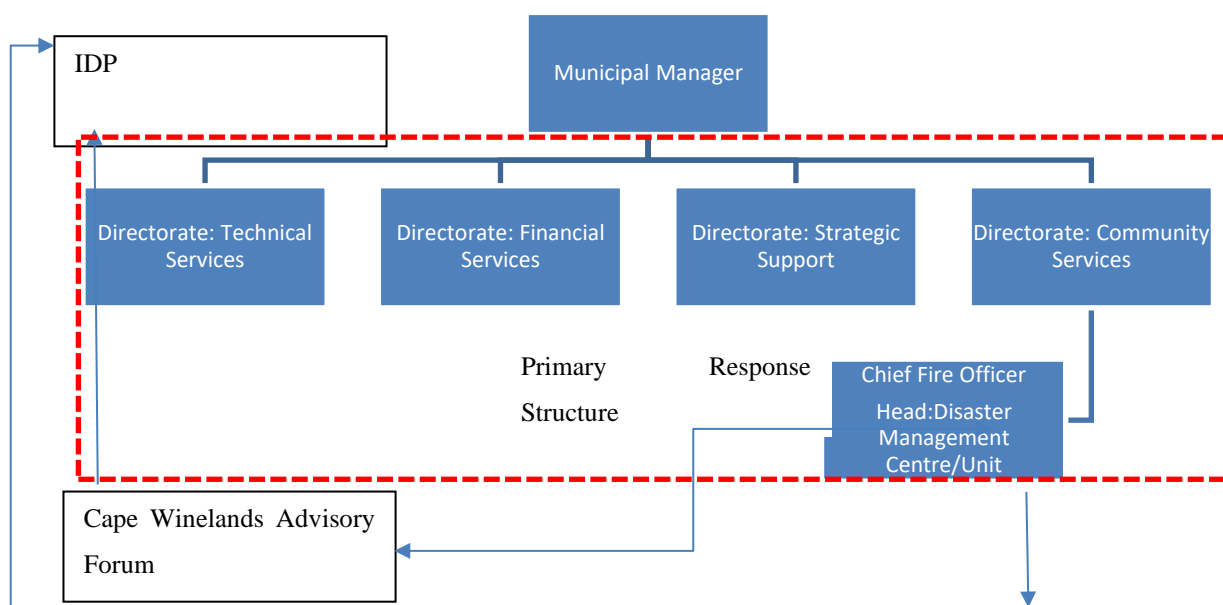 IDP
Municipal Manager
Directorate: Technical
Services
Directorate: Financial
Services
Directorate: Strategic
Support
Directorate: Community
Services
Primary Response
Structure
Chief Fire Officer
Head:Disaster
Management
Centre/Unit
Cape Winelands Advisory
Forum